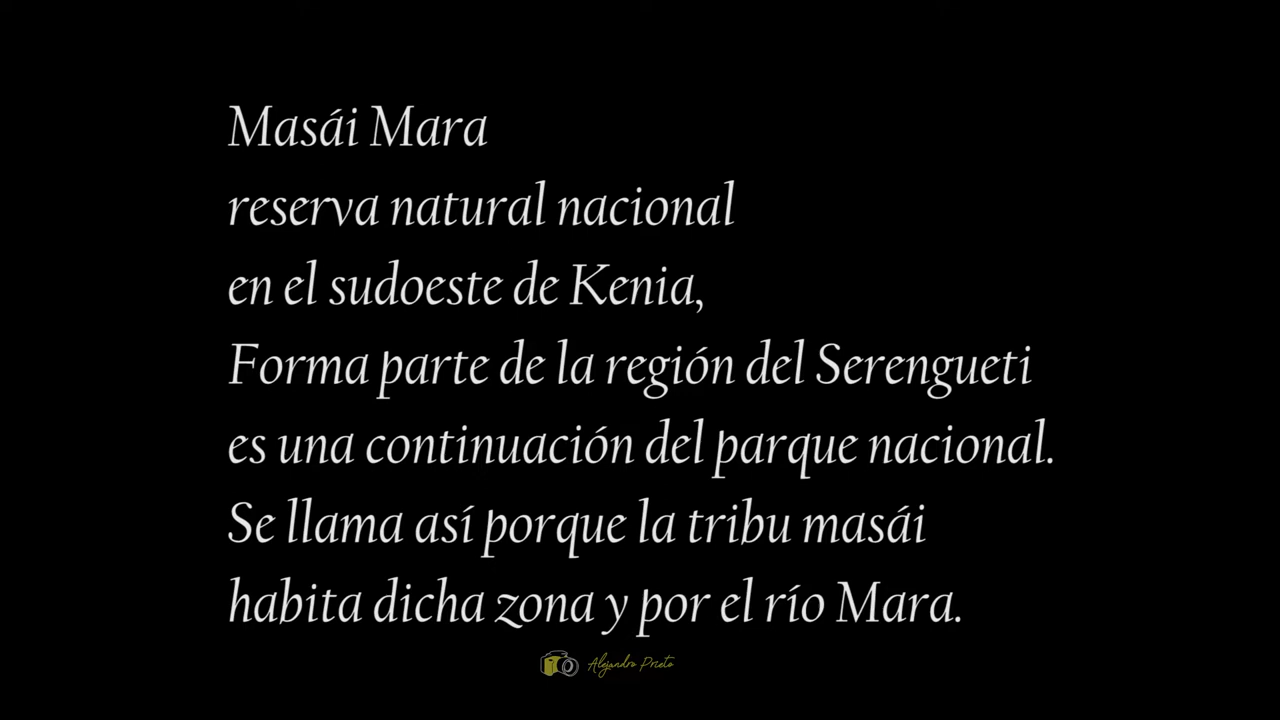 Masái Mara
reserva natural nacional
en el sudoeste de Kenia,
Forma parte de la región del Serengueti
es una continuación del parque nacional.
Se llama así porque la tribu masái
habita dicha zona y por el río Mara.
Alejandro Prieto